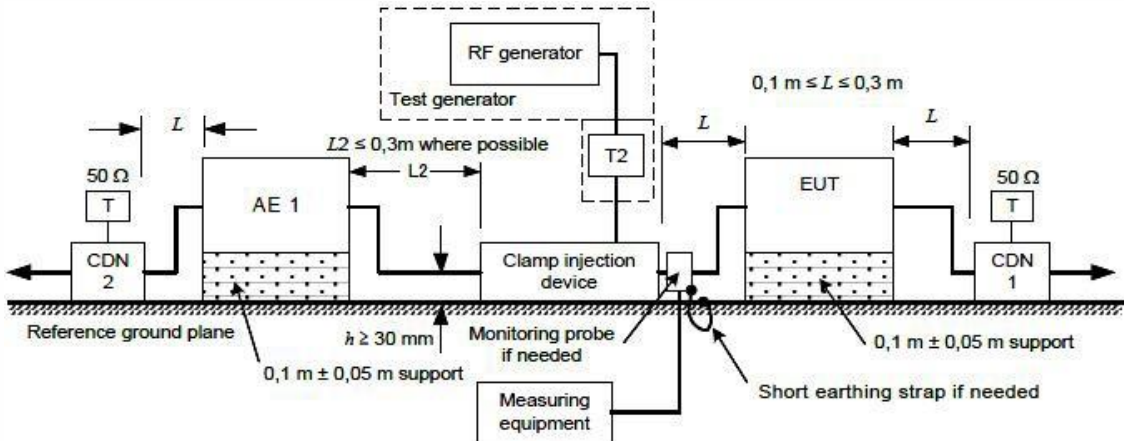 RF generator
Test generator
0,1 m ≤ L ≤ 0,3 m
L
L2 ≤ 0,3m where possible
L2
T2
L
L
50 Ω
T
AE 1
EUT
50 Ω
T
CDN
2
Clamp injection
device
CDN
1
Reference ground plane
h ≥ 30 mm
Monitoring probe
if needed
0,1 m ± 0,05 m support
0,1 m ± 0,05 m support
Short earthing strap if needed
Measuring
equipment